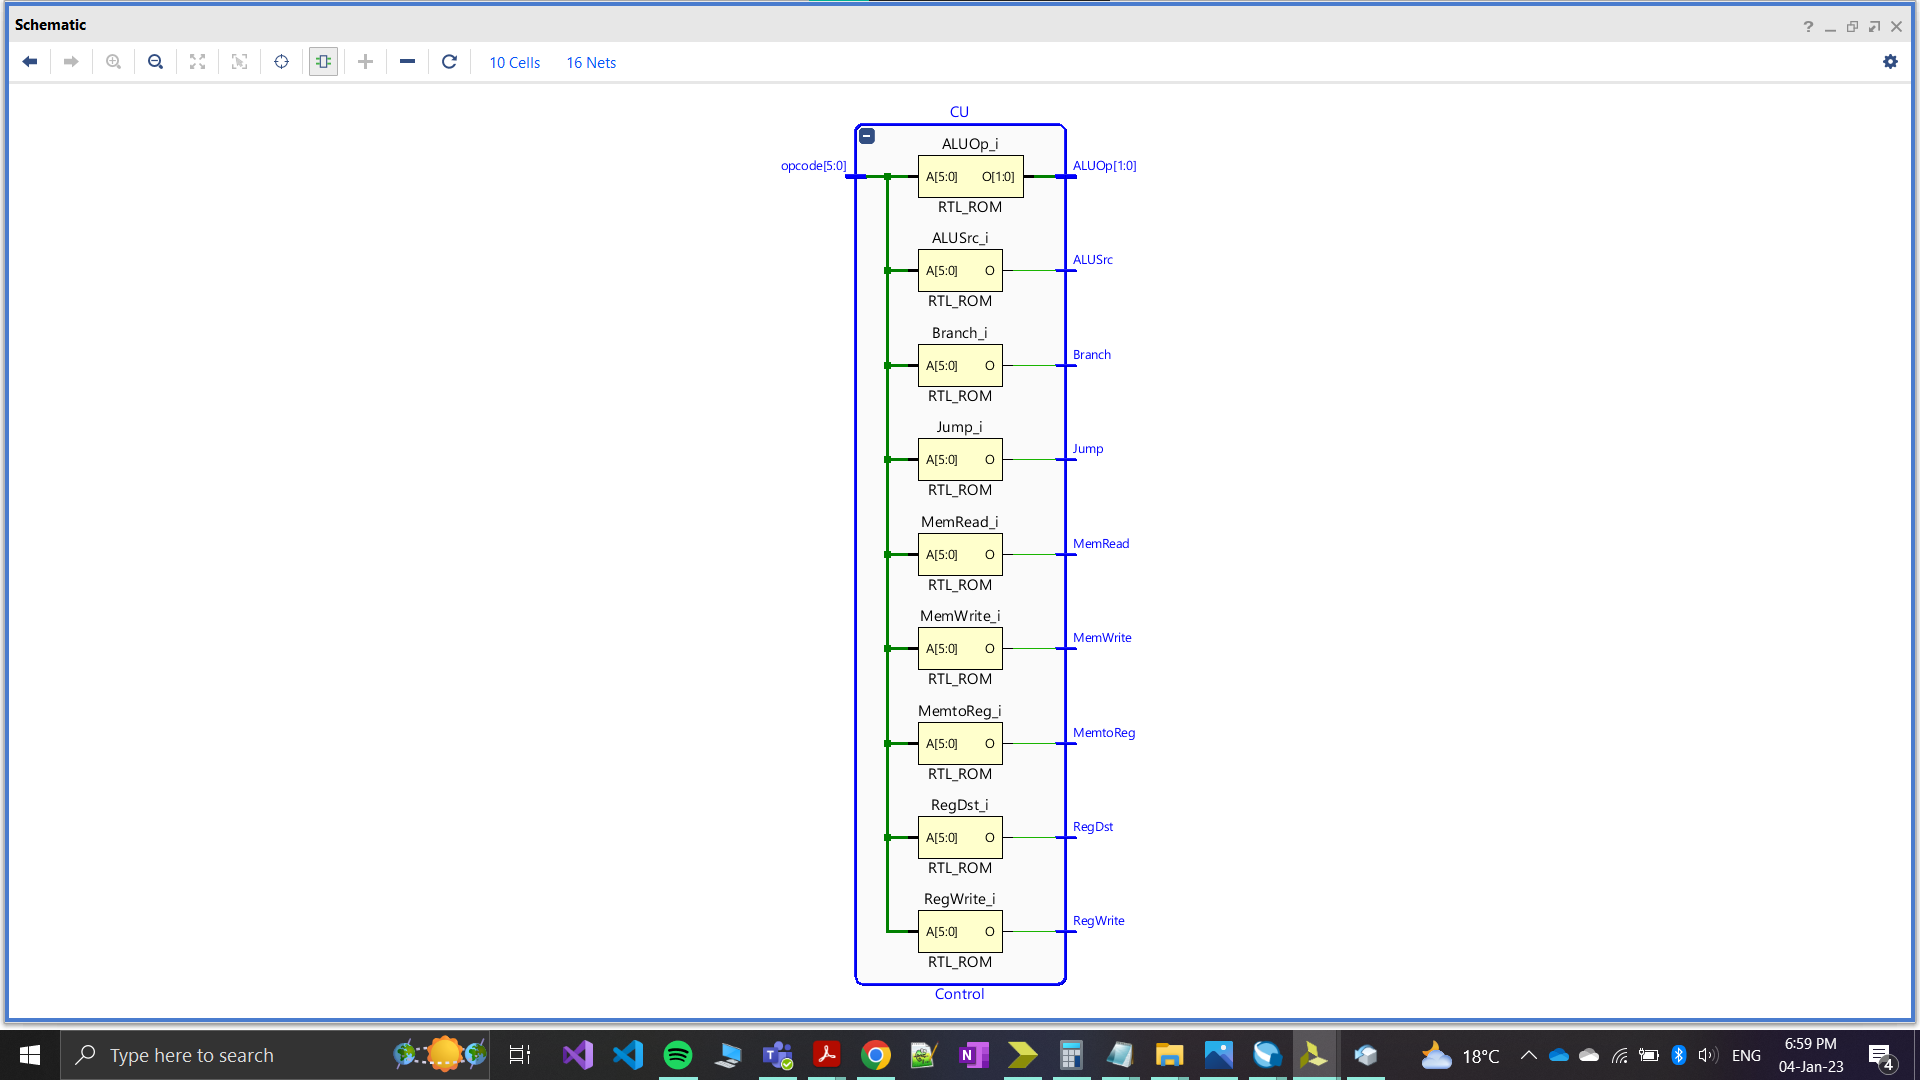 Schematic
10 Cells 16 Nets
CU
ALUOp_i
opcode[5:0] A[5:0] O[1:0] ALUOp[1:0]
RTL_ROM
ALUSrc_i
A[5:0] O ALUSrc
RTL_ROM
Branch_i
A[5:0] O Branch
RTL_ROM
Jump_i
A[5:0] O Jump
RTL_ROM
MemRead_i
A[5:0] O MemRead
RTL_ROM
MemWrite_i
A[5:0] O MemWrite
RTL_ROM
MemtoReg_i
A[5:0] O MemtoReg
RTL_ROM
RegDst_i
A[5:0] O RegDst
RTL_ROM
RegWrite_i
A[5:0] O RegWrite
RTL_ROM
Control
Type here to search
18°C
ENG
6:59 PM
04-Jan-23
4